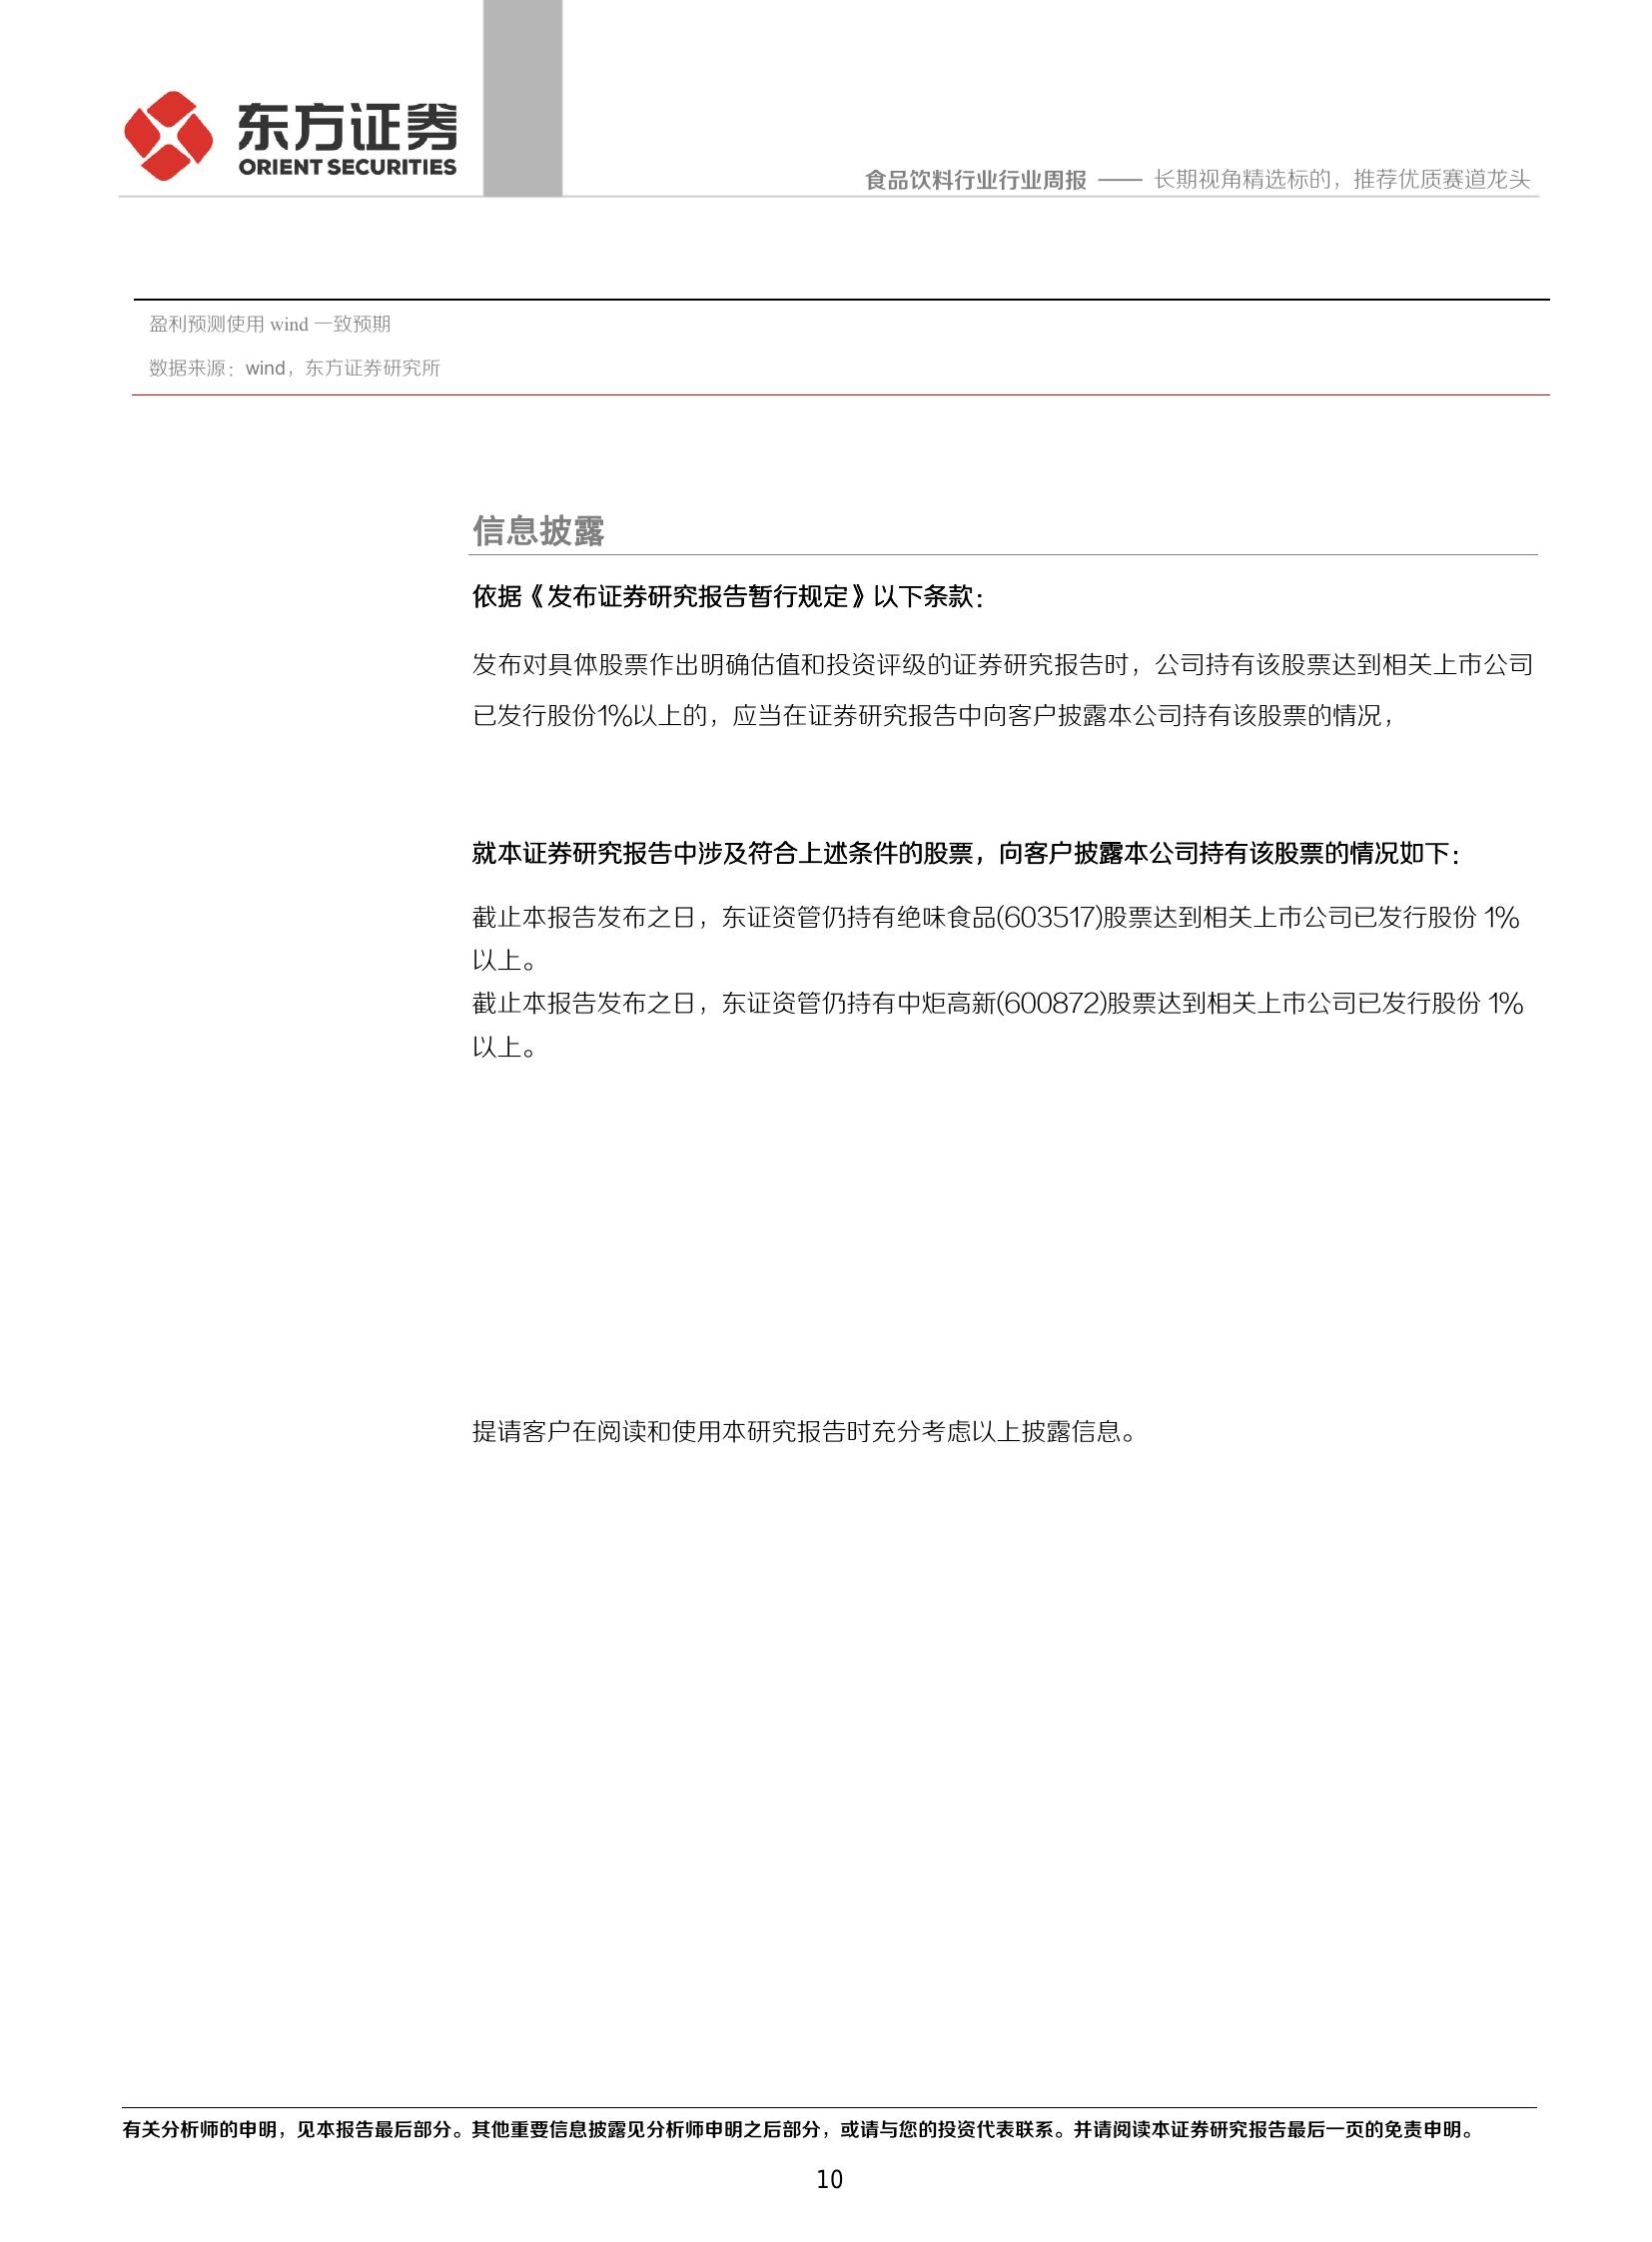 东方证券
ORIENT SECURITIES
食品饮料行业行业周报 —— 长期视角精选标的，推荐优质赛道龙头
盈利预测使用 wind 一致预期
数据来源：wind，东方证券研究所
信息披露
依据《发布证券研究报告暂行规定》以下条款：
发布对具体股票作出明确估值和投资评级的证券研究报告时，公司持有该股票达到相关上市公司
已发行股份1%以上的，应当在证券研究报告中向客户披露本公司持有该股票的情况，
就本证券研究报告中涉及符合上述条件的股票，向客户披露本公司持有该股票的情况如下：
截止本报告发布之日，东证资管仍持有绝味食品(603517)股票达到相关上市公司已发行股份 1%
以上。
截止本报告发布之日，东证资管仍持有中炬高新(600872)股票达到相关上市公司已发行股份 1%
以上。
提请客户在阅读和使用本研究报告时充分考虑以上披露信息。
有关分析师的申明，见本报告最后部分。其他重要信息披露见分析师申明之后部分，或请与您的投资代表联系。并请阅读本证券研究报告最后一页的免责申明。
10